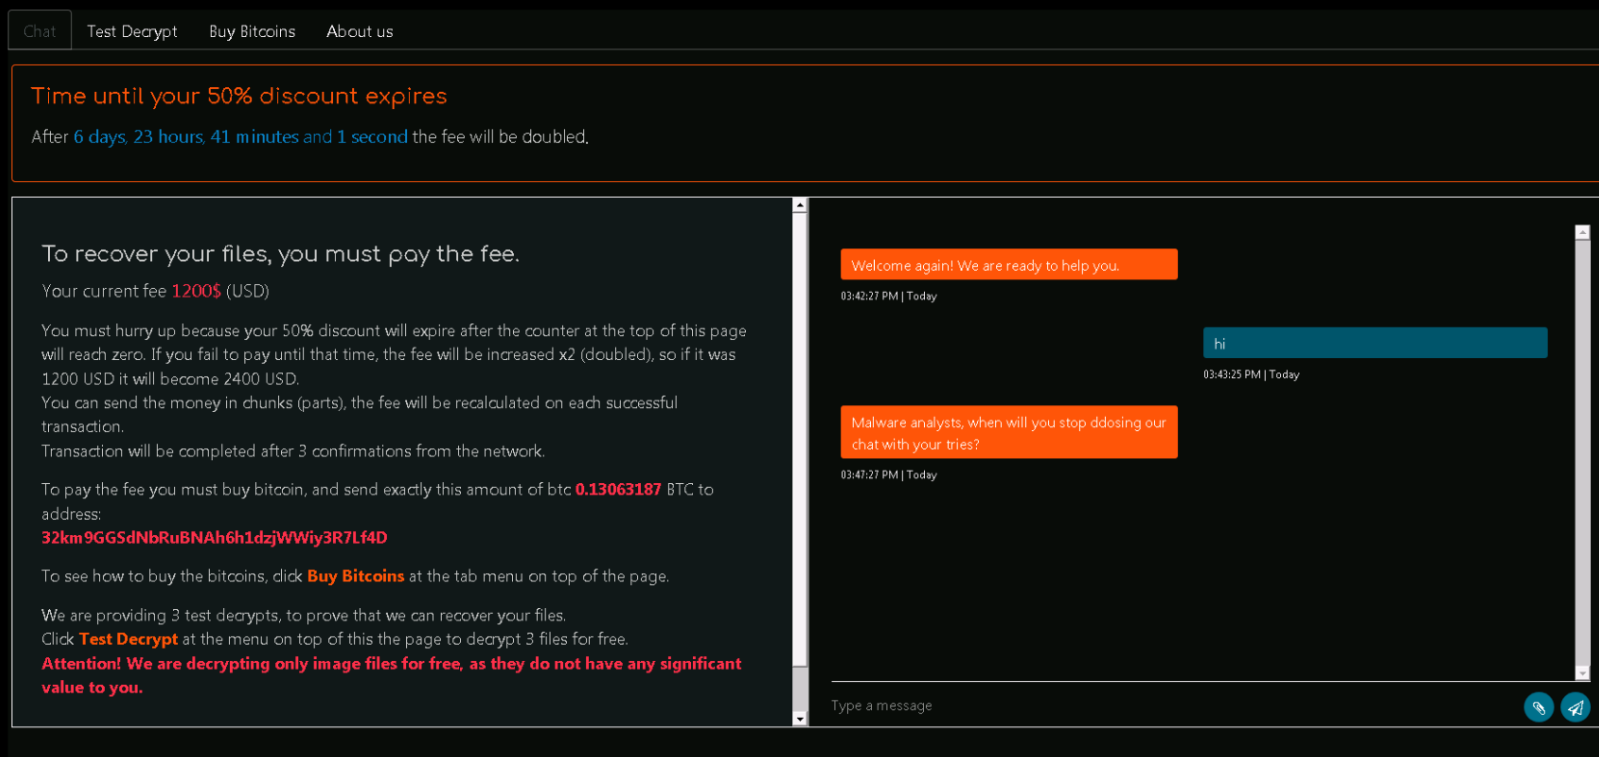 Chat
Test Decrypt
Buy Bitcoins
About us
Time until your 50% discount expires
After 6 days, 23 hours, 41 minutes and 1 second the fee will be doubled.
To recover your files, you must pay the fee.
Your current fee 1200$ (USD)
You must hurry up because your 50% discount will expire after the counter at the top of this page
will reach zero. If you fail to pay until that time, the fee will be increased x2 (doubled), so if it was
1200 USD it will become 2400 USD.
You can send the money in chunks (parts), the fee will be recalculated on each successful
transaction.
Transaction will be completed after 3 confirmations from the network.
To pay the fee you must buy bitcoin, and send exactly this amount of btc 0.13063187 BTC to
address:
32km9GGSdNbRuBNAh6h1dzjWWiy3R7Lf4D
To see how to buy the bitcoins, click Buy Bitcoins at the tab menu on top of the page.
We are providing 3 test decrypts, to prove that we can recover your files.
Click Test Decrypt at the menu on top of this the page to decrypt 3 files for free.
Attention! We are decrypting only image files for free, as they do not have any significant
value to you.
Welcome again! We are ready to help you.
03:42:27 PM | Today
hi
03:43:25 PM | Today
Malware analysts, when will you stop ddosing our
chat with your tries?
03:47:27 PM | Today
Type a message